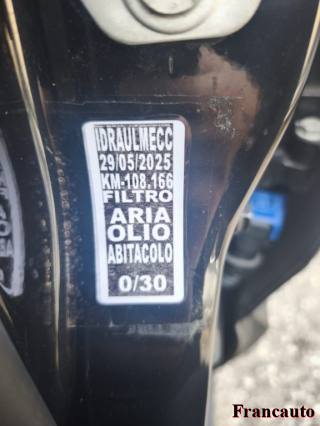 IDRAULMECC
29/05/2025
KM-108.166
FILTRO
ARIA
OLIO
ABITACOLO
0/30
Francauto